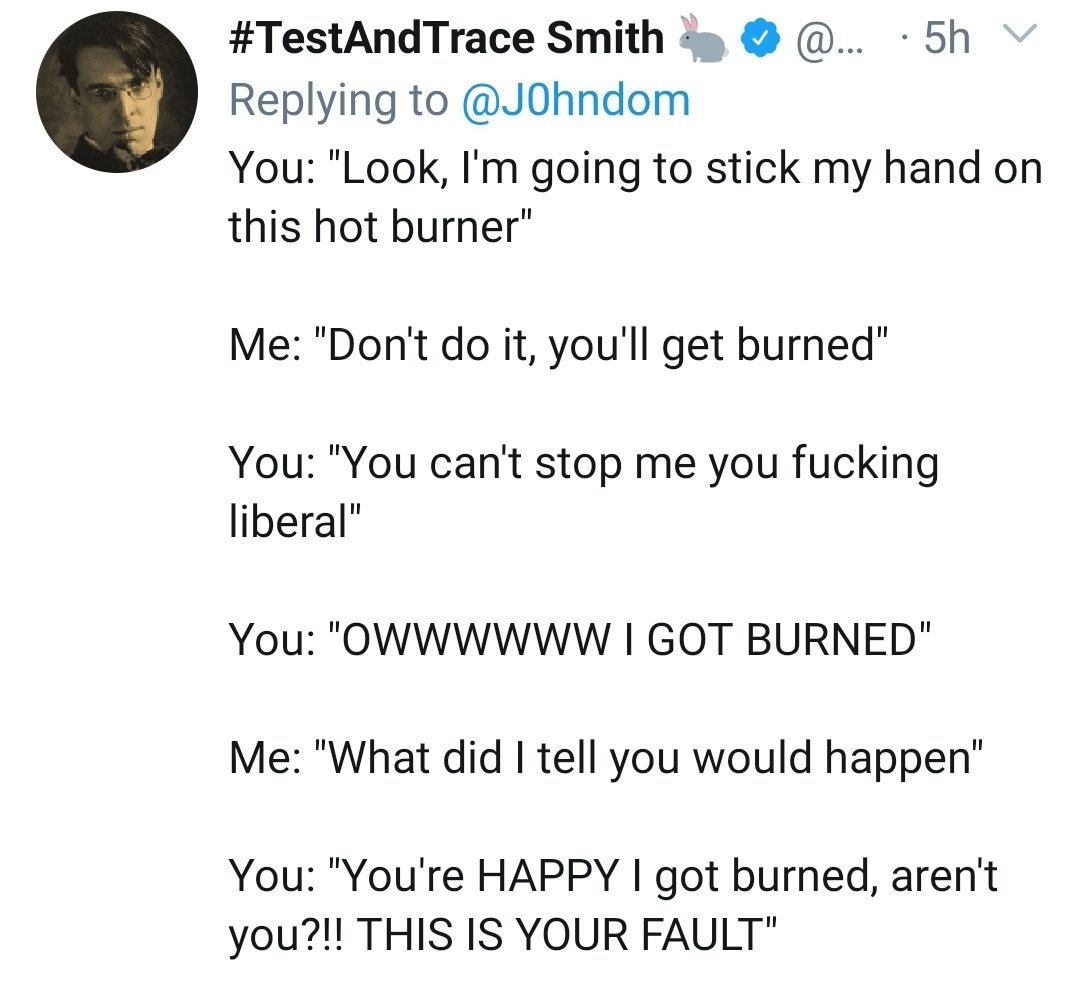 #TestAndTrace Smith 🐇 @... · 5h
Replying to @J0hndom
You: "Look, I'm going to stick my hand on
this hot burner"
Me: "Don't do it, you'll get burned"
You: "You can't stop me you fucking
liberal"
You: "OWWWWWW I GOT BURNED"
Me: "What did I tell you would happen"
You: "You're HAPPY I got burned, aren't
you?!! THIS IS YOUR FAULT"